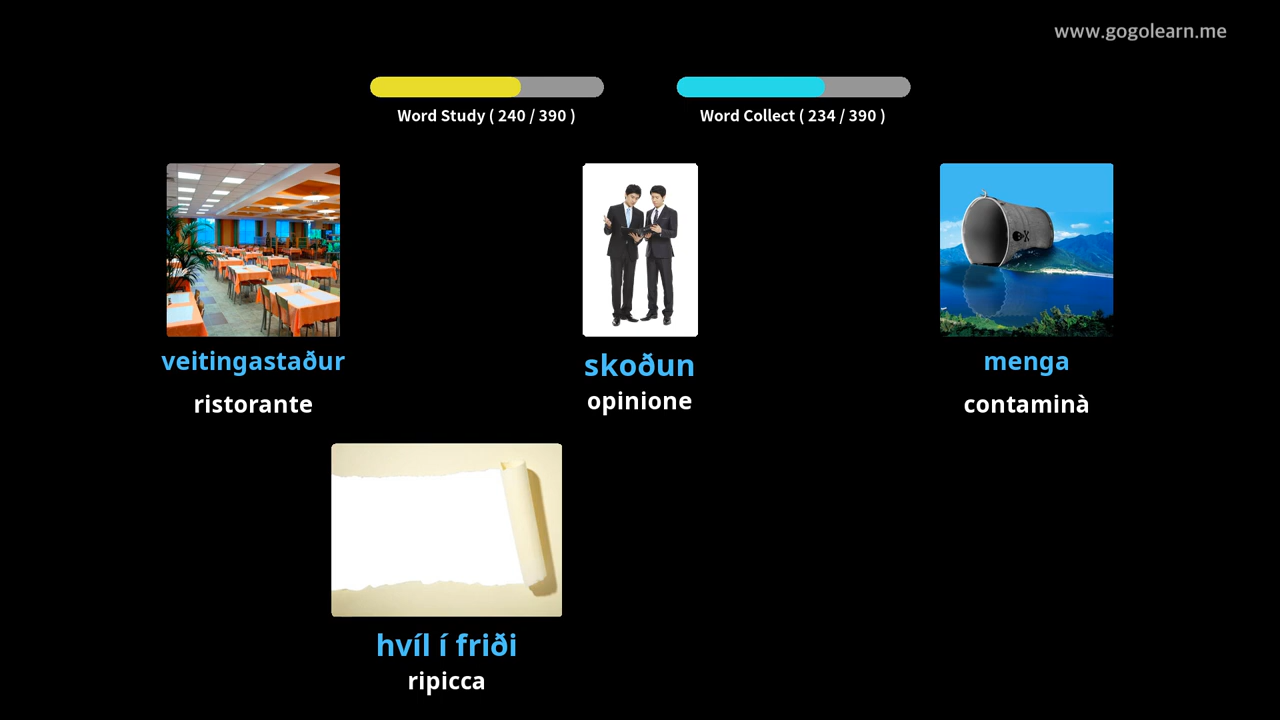 www.gogolearn.me
Word Study ( 240 / 390 )
Word Collect ( 234 / 390 )
veitingastaður
ristorante
skoðun
opinione
menga
contaminà
hvíl í friði
ripicca